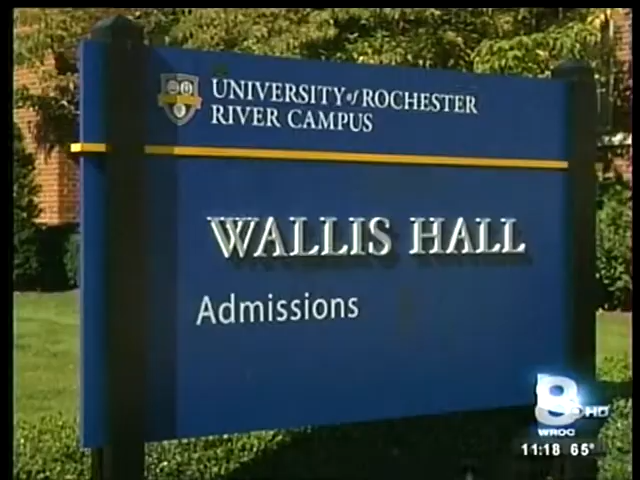 UNIVERSITY of ROCHESTER
RIVER CAMPUS
WALLIS HALL
Admissions
8 HD
WROC
11:18 65°